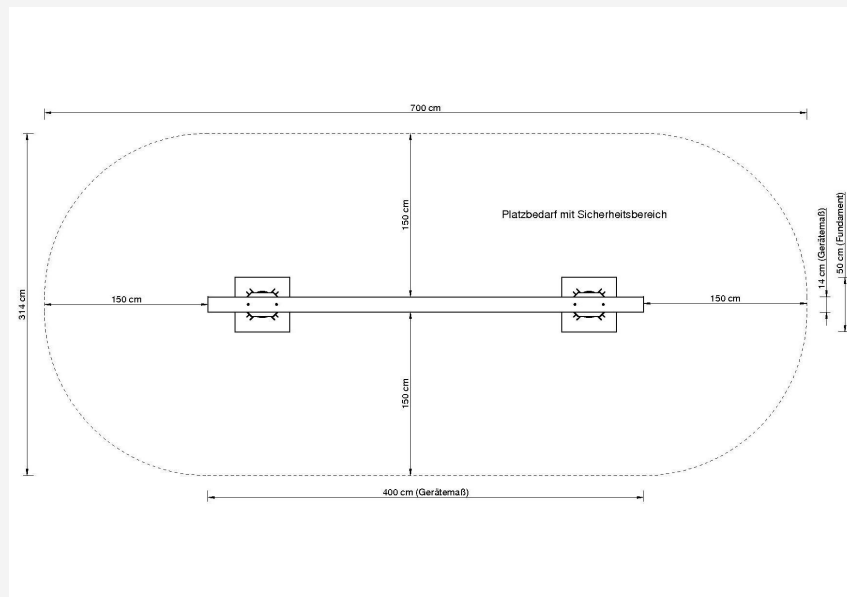 700 cm
150 cm
Platzbedarf mit Sicherheitsbereich
14 cm (Gerätemaß)
50 cm (Fundament)
314 cm
150 cm
150 cm
150 cm
400 cm (Gerätemaß)